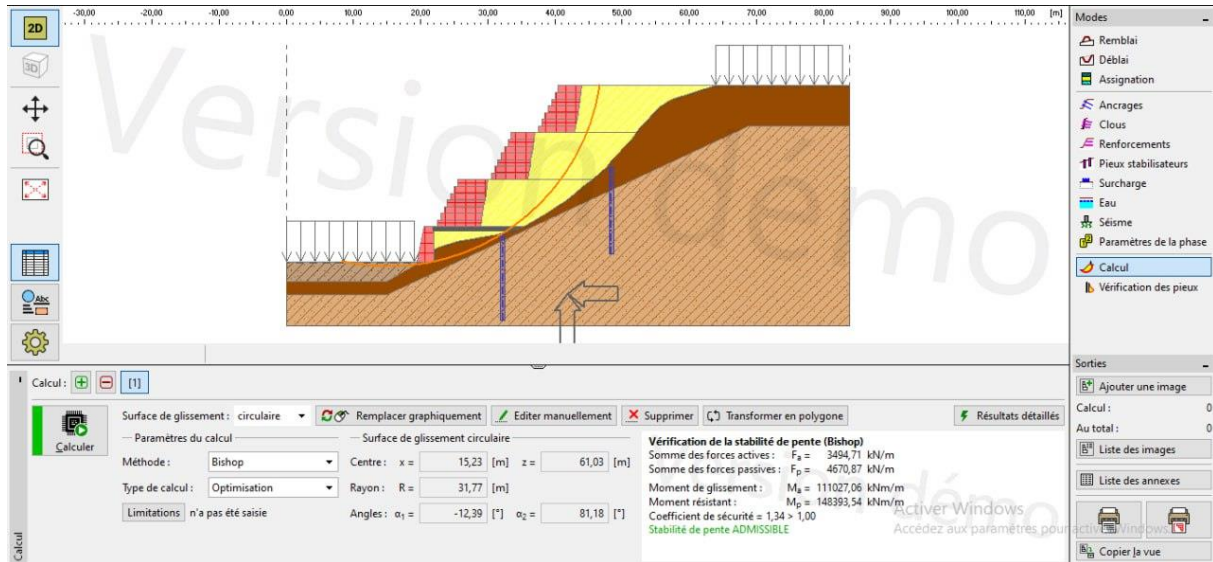 -30,00 -20,00 -10,00 0,00 10,00 20,00 30,00 40,00 50,00 60,00 70,00 80,00 90,00 100,00 110,00 [m]
2D
3D
Version démo
Modes
Remblai
Déblai
Assignation
Ancrages
Clous
Renforcements
Pieux stabilisateurs
Surcharge
Eau
Séisme
Paramètres de la phase
Calcul
Vérification des pieux
Abc
Calcul : [1]
Calculer
Surface de glissement : circulaire Remplacer graphiquement Editer manuellement Supprimer Transformer en polygone Résultats détaillés
Paramètres du calcul
Méthode : Bishop
Type de calcul : Optimisation
Limitations n'a pas été saisie
Surface de glissement circulaire
Centre : x = 15,23 [m] z = 61,03 [m]
Rayon : R = 31,77 [m]
Angles : α1 = -12,39 [°] α2 = 81,18 [°]
Vérification de la stabilité de pente (Bishop)
Somme des forces actives : Fa = 3494,71 kN/m
Somme des forces passives : Fp = 4670,87 kN/m
Moment de glissement : Ma = 111027,06 kNm/m
Moment résistant : Mp = 148393,54 kNm/m
Coefficient de sécurité = 1,34 > 1,00
Stabilité de pente ADMISSIBLE
Version démo
Activer Windows
Accédez aux paramètres pour activer Windows.
Calcul
Sorties
Ajouter une image
Calcul : 0
Au total : 0
Liste des images
Liste des annexes
Copier la vue